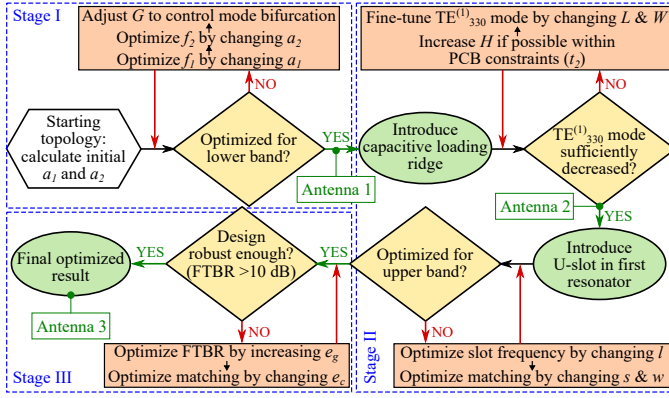 Stage I
Adjust G to control mode bifurcation
Optimize f₂ by changing a₂
Optimize f₁ by changing a₁
NO
Starting
topology:
calculate initial
a₁ and a₂
Optimized for
lower band?
YES
Antenna 1
Introduce
capacitive loading
ridge
Fine-tune TE⁽¹⁾₃₃₀ mode by changing L & W
Increase H if possible within
PCB constraints (t₂)
NO
TE⁽¹⁾₃₃₀ mode
sufficiently
decreased?
Antenna 2
YES
Introduce
U-slot in first
resonator
Optimized for
upper band?
NO
Optimize slot frequency by changing l
Optimize matching by changing s & w
Stage II
YES
Design
robust enough?
(FTBR >10 dB)
NO
Optimize FTBR by increasing e_g
Optimize matching by changing e_c
YES
Final optimized
result
Antenna 3
Stage III